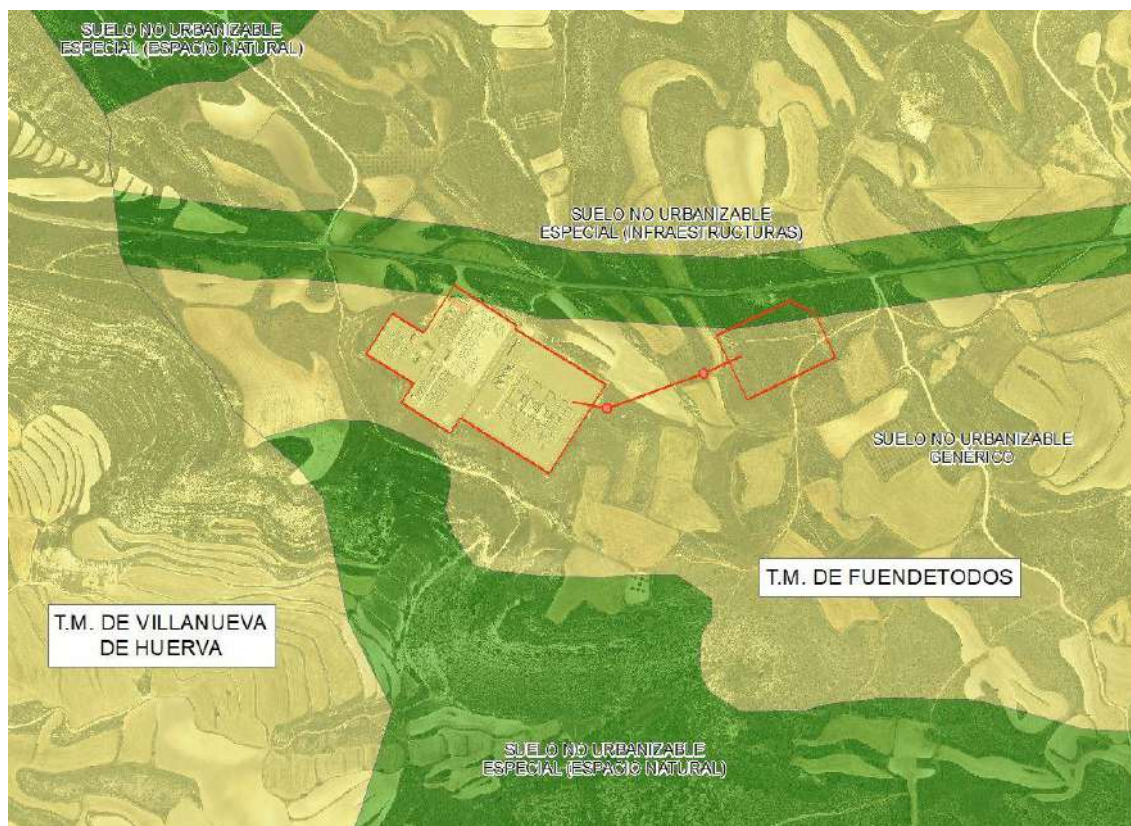 SUELO NO URBANIZABLE
ESPECIAL (ESPACIO NATURAL)
SUELO NO URBANIZABLE
ESPECIAL (INFRAESTRUCTURAS)
SUELO NO URBANIZABLE
GENÉRICO
T.M. DE FUENDETODOS
T.M. DE VILLANUEVA
DE HUERVA
SUELO NO URBANIZABLE
ESPECIAL (ESPACIO NATURAL)